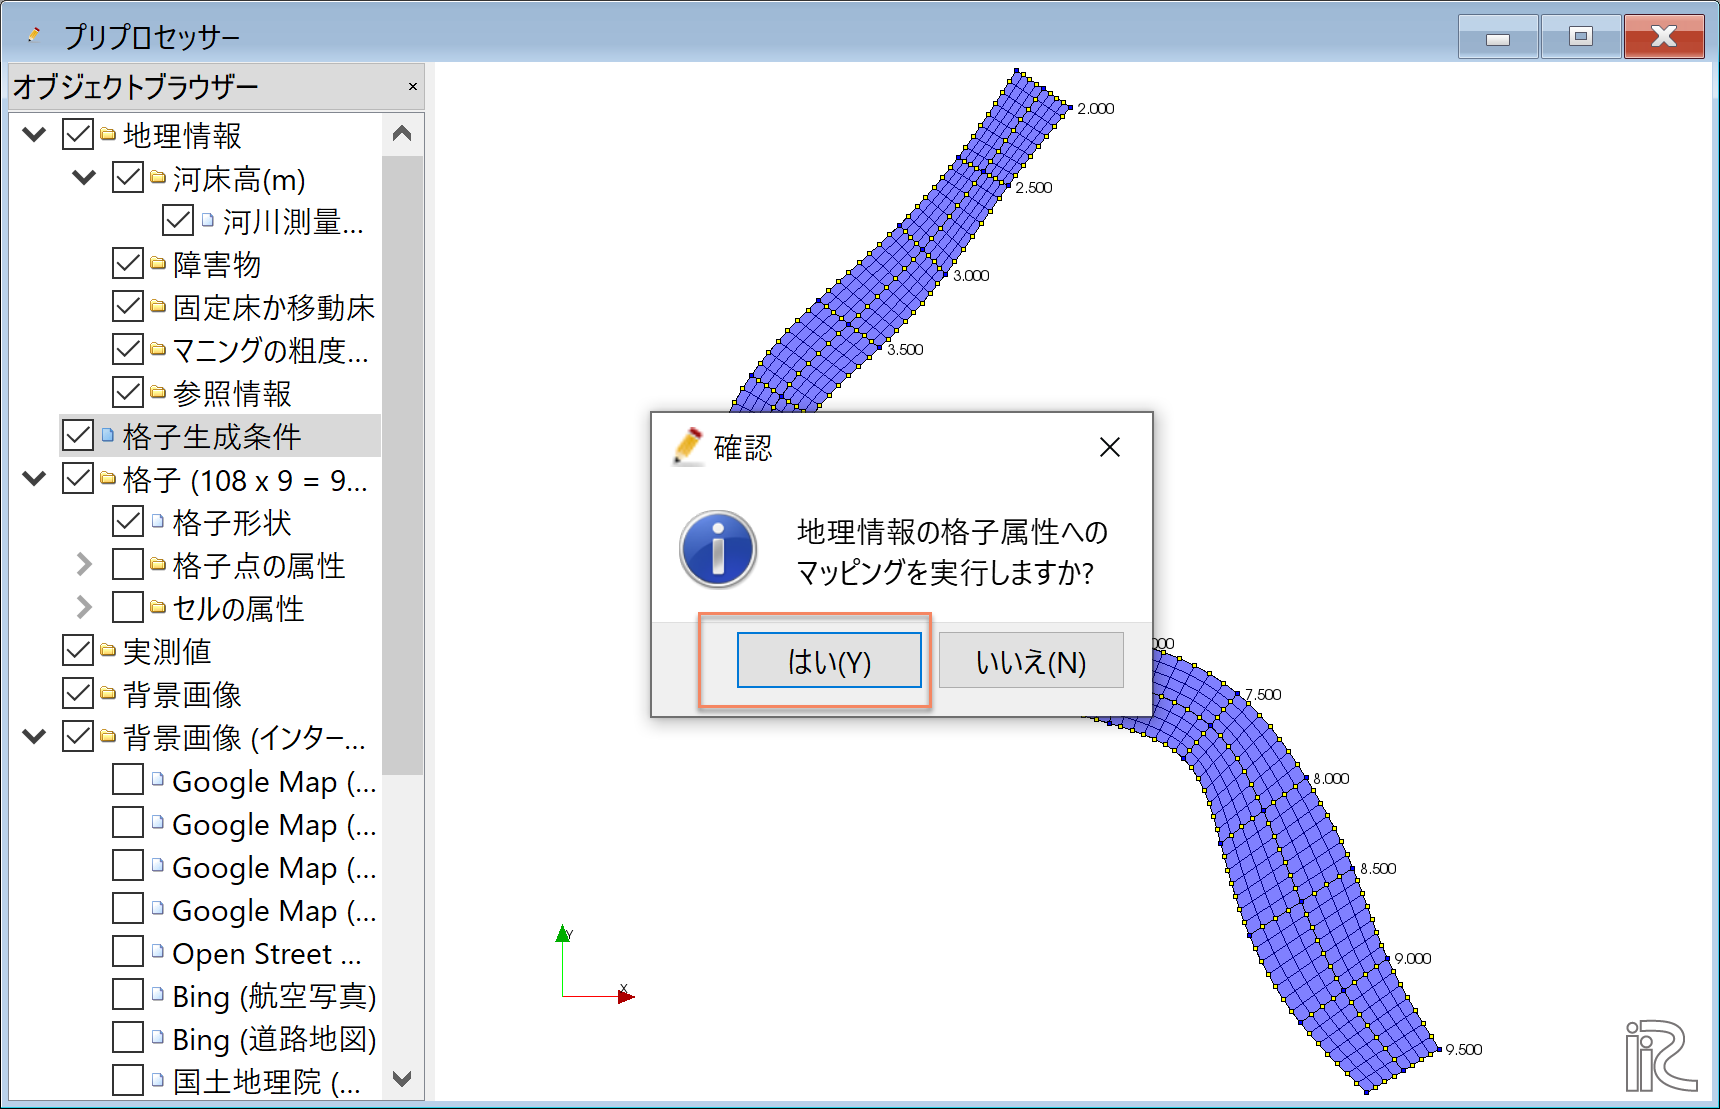 プリプロセッサー
オブジェクトブラウザー
地理情報
河床高(m)
河川測量...
障害物
固定床か移動床
マニングの粗度...
参照情報
格子生成条件
格子 (108 x 9 = 9...
格子形状
格子点の属性
セルの属性
実測値
背景画像
背景画像 (インター...
Google Map (...
Google Map (...
Google Map (...
Google Map (...
Open Street ...
Bing (航空写真)
Bing (道路地図)
国土地理院 (...
2.000
2.500
3.000
3.500
確認
地理情報の格子属性への
マッピングを実行しますか?
はい(Y)
いいえ(N)
7.500
8.000
8.500
9.000
9.500
Y
X
iRiC